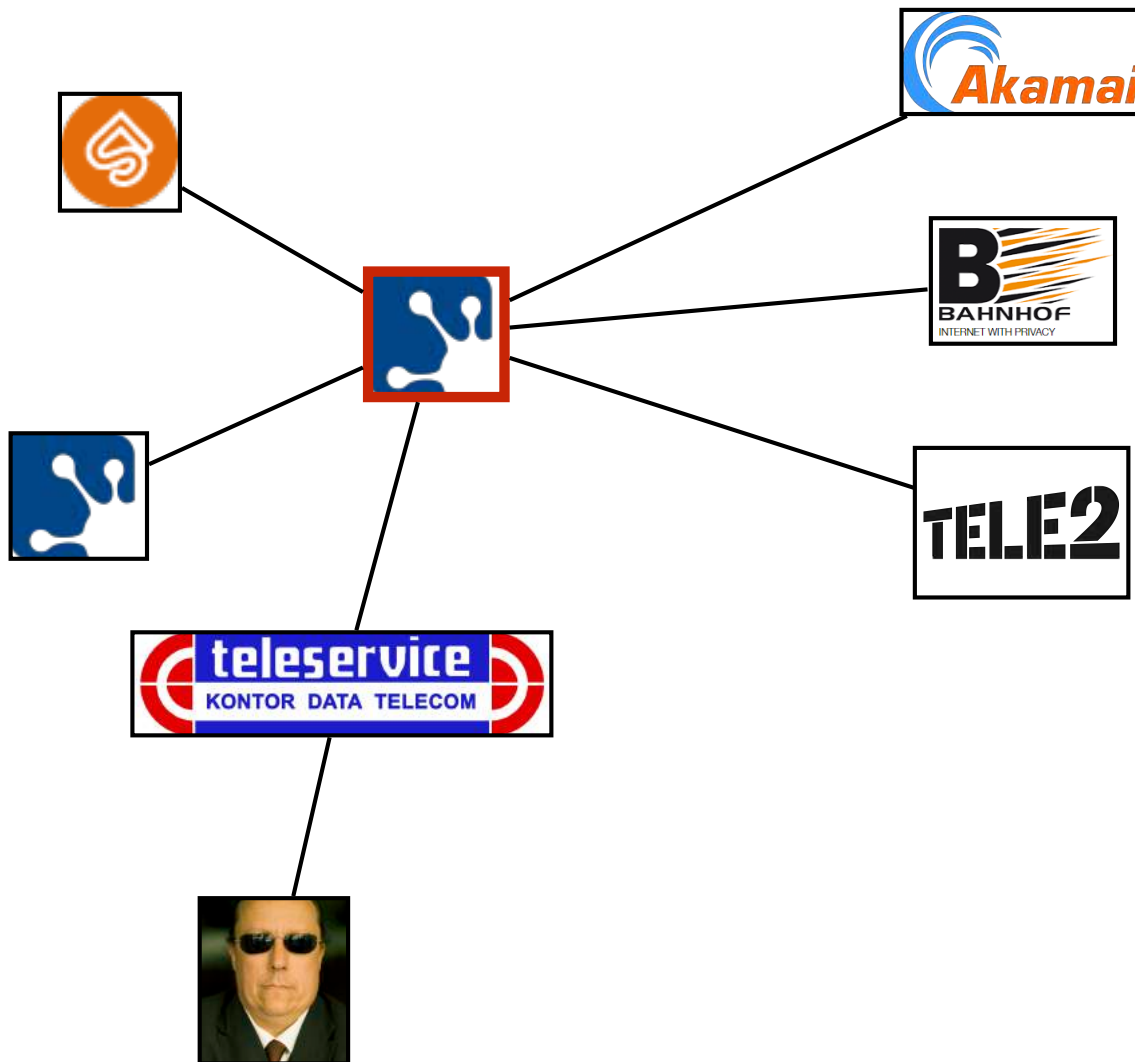 Akamai
B
BAHNHOF
INTERNET WITH PRIVACY
TELE2
teleservice
KONTOR DATA TELECOM